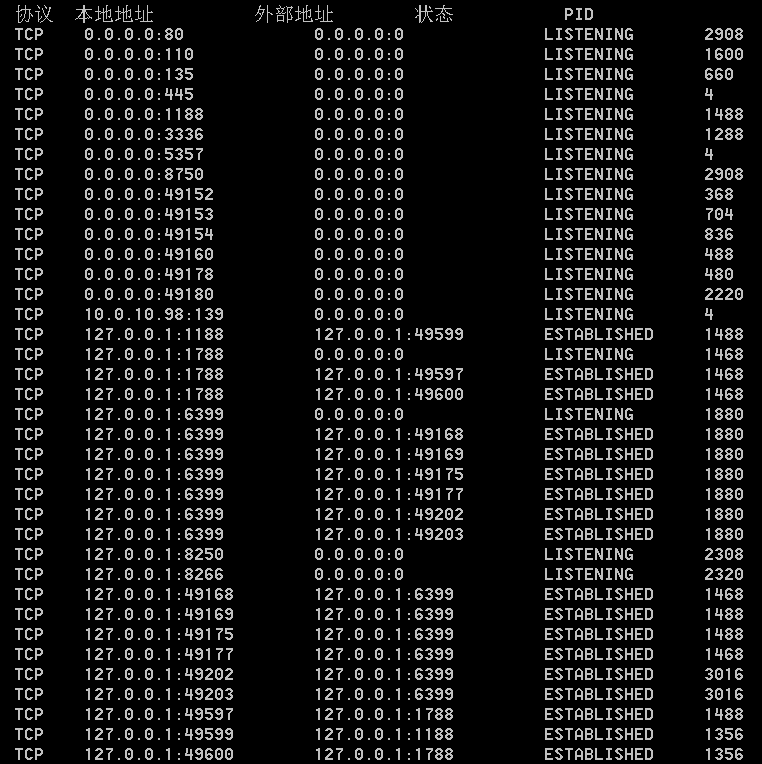 协议 本地地址 外部地址 状态 PID
TCP 0.0.0.0:80 0.0.0.0:0 LISTENING 2908
TCP 0.0.0.0:110 0.0.0.0:0 LISTENING 1600
TCP 0.0.0.0:135 0.0.0.0:0 LISTENING 660
TCP 0.0.0.0:445 0.0.0.0:0 LISTENING 4
TCP 0.0.0.0:1188 0.0.0.0:0 LISTENING 1488
TCP 0.0.0.0:3336 0.0.0.0:0 LISTENING 1288
TCP 0.0.0.0:5357 0.0.0.0:0 LISTENING 4
TCP 0.0.0.0:8750 0.0.0.0:0 LISTENING 2908
TCP 0.0.0.0:49152 0.0.0.0:0 LISTENING 368
TCP 0.0.0.0:49153 0.0.0.0:0 LISTENING 704
TCP 0.0.0.0:49154 0.0.0.0:0 LISTENING 836
TCP 0.0.0.0:49160 0.0.0.0:0 LISTENING 488
TCP 0.0.0.0:49178 0.0.0.0:0 LISTENING 480
TCP 0.0.0.0:49180 0.0.0.0:0 LISTENING 2220
TCP 10.0.10.98:139 0.0.0.0:0 LISTENING 4
TCP 127.0.0.1:1188 127.0.0.1:49599 ESTABLISHED 1488
TCP 127.0.0.1:1788 0.0.0.0:0 LISTENING 1468
TCP 127.0.0.1:1788 127.0.0.1:49597 ESTABLISHED 1468
TCP 127.0.0.1:1788 127.0.0.1:49600 ESTABLISHED 1468
TCP 127.0.0.1:6399 0.0.0.0:0 LISTENING 1880
TCP 127.0.0.1:6399 127.0.0.1:49168 ESTABLISHED 1880
TCP 127.0.0.1:6399 127.0.0.1:49169 ESTABLISHED 1880
TCP 127.0.0.1:6399 127.0.0.1:49175 ESTABLISHED 1880
TCP 127.0.0.1:6399 127.0.0.1:49177 ESTABLISHED 1880
TCP 127.0.0.1:6399 127.0.0.1:49202 ESTABLISHED 1880
TCP 127.0.0.1:6399 127.0.0.1:49203 ESTABLISHED 1880
TCP 127.0.0.1:8250 0.0.0.0:0 LISTENING 2308
TCP 127.0.0.1:8266 0.0.0.0:0 LISTENING 2320
TCP 127.0.0.1:49168 127.0.0.1:6399 ESTABLISHED 1468
TCP 127.0.0.1:49169 127.0.0.1:6399 ESTABLISHED 1488
TCP 127.0.0.1:49175 127.0.0.1:6399 ESTABLISHED 1488
TCP 127.0.0.1:49177 127.0.0.1:6399 ESTABLISHED 1468
TCP 127.0.0.1:49202 127.0.0.1:6399 ESTABLISHED 3016
TCP 127.0.0.1:49203 127.0.0.1:6399 ESTABLISHED 3016
TCP 127.0.0.1:49597 127.0.0.1:1788 ESTABLISHED 1488
TCP 127.0.0.1:49599 127.0.0.1:1188 ESTABLISHED 1356
TCP 127.0.0.1:49600 127.0.0.1:1788 ESTABLISHED 1356